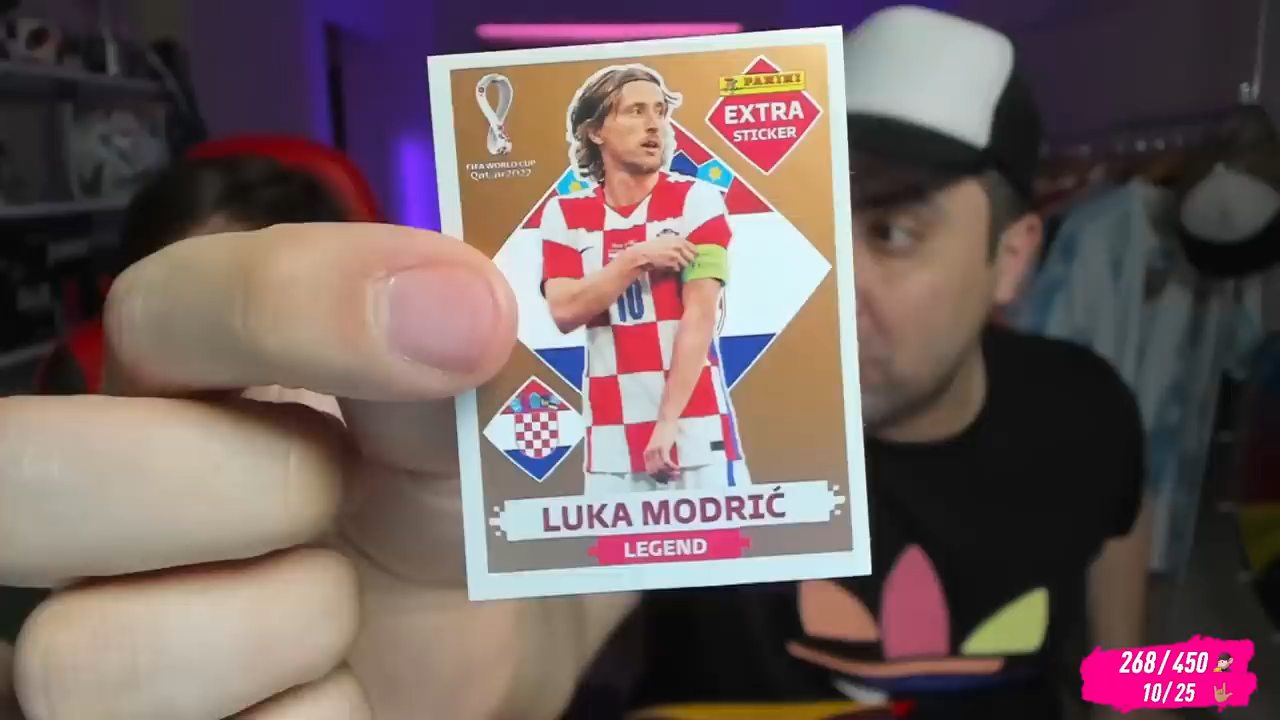 FIFA WORLD CUP
Qatar2022
PANINI
EXTRA
STICKER
10
LUKA MODRIĆ
LEGEND
268/450
10/25